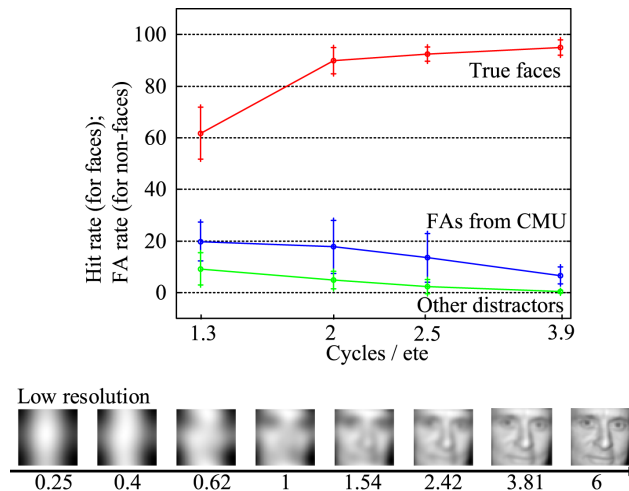 100
80
60
40
20
0
Hit rate (for faces);
FA rate (for non-faces)
True faces
FAs from CMU
Other distractors
1.3 2 2.5 3.9
Cycles / ete
Low resolution
0.25 0.4 0.62 1 1.54 2.42 3.81 6